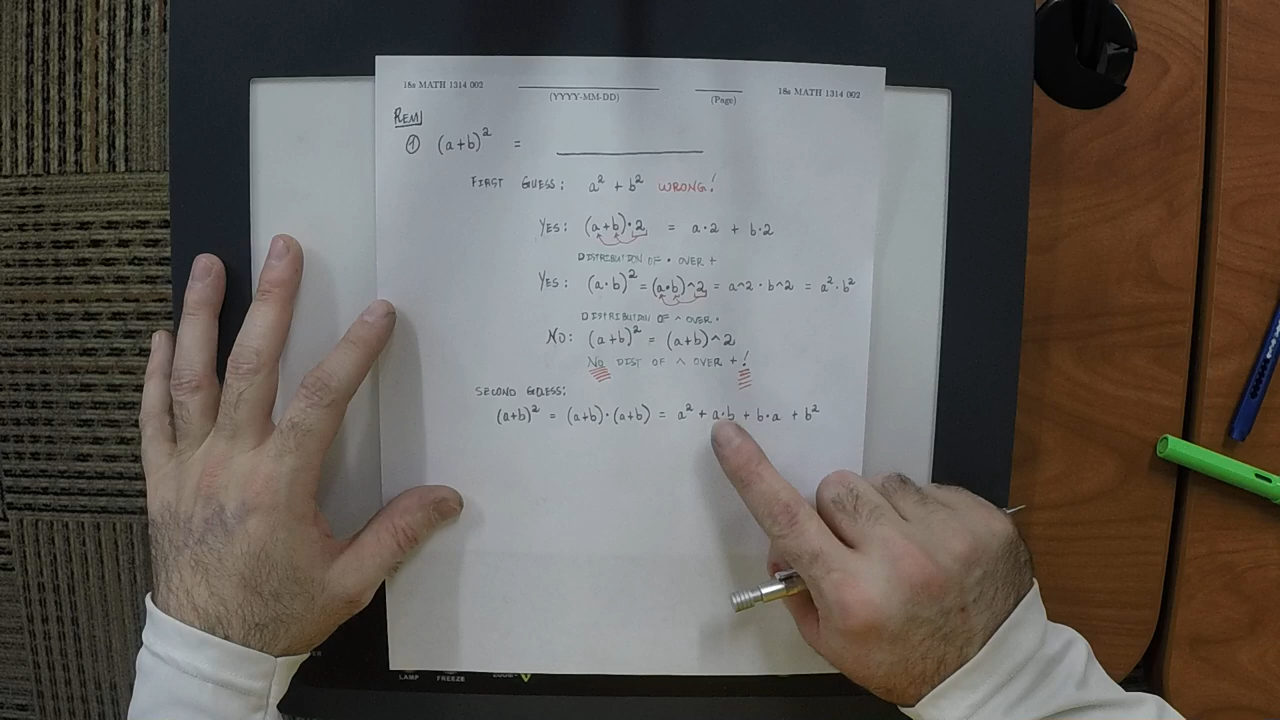 18s MATH 1314 002 (YYYY-MM-DD) (Page) 18s MATH 1314 002
REM
① (a+b)² =
FIRST GUESS: a² + b² WRONG!
YES: (a+b)·2 = a·2 + b·2
DISTRIBUTION OF · OVER +
YES: (a·b)² = (a·b)^2 = a^2 · b^2 = a²·b²
DISTRIBUTION OF ^ OVER ·
NO: (a+b)² = (a+b)^2
NO DIST OF ^ OVER + !
SECOND GUESS:
(a+b)² = (a+b)·(a+b) = a² + a·b + b·a + b²
LAMP FREEZE